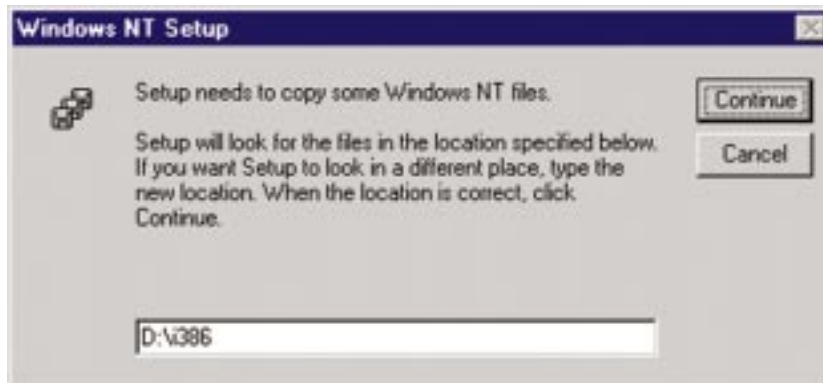 Windows NT Setup
Setup needs to copy some Windows NT files.
Continue
Setup will look for the files in the location specified below.
If you want Setup to look in a different place, type the
new location. When the location is correct, click
Continue.
Cancel
D:\i386